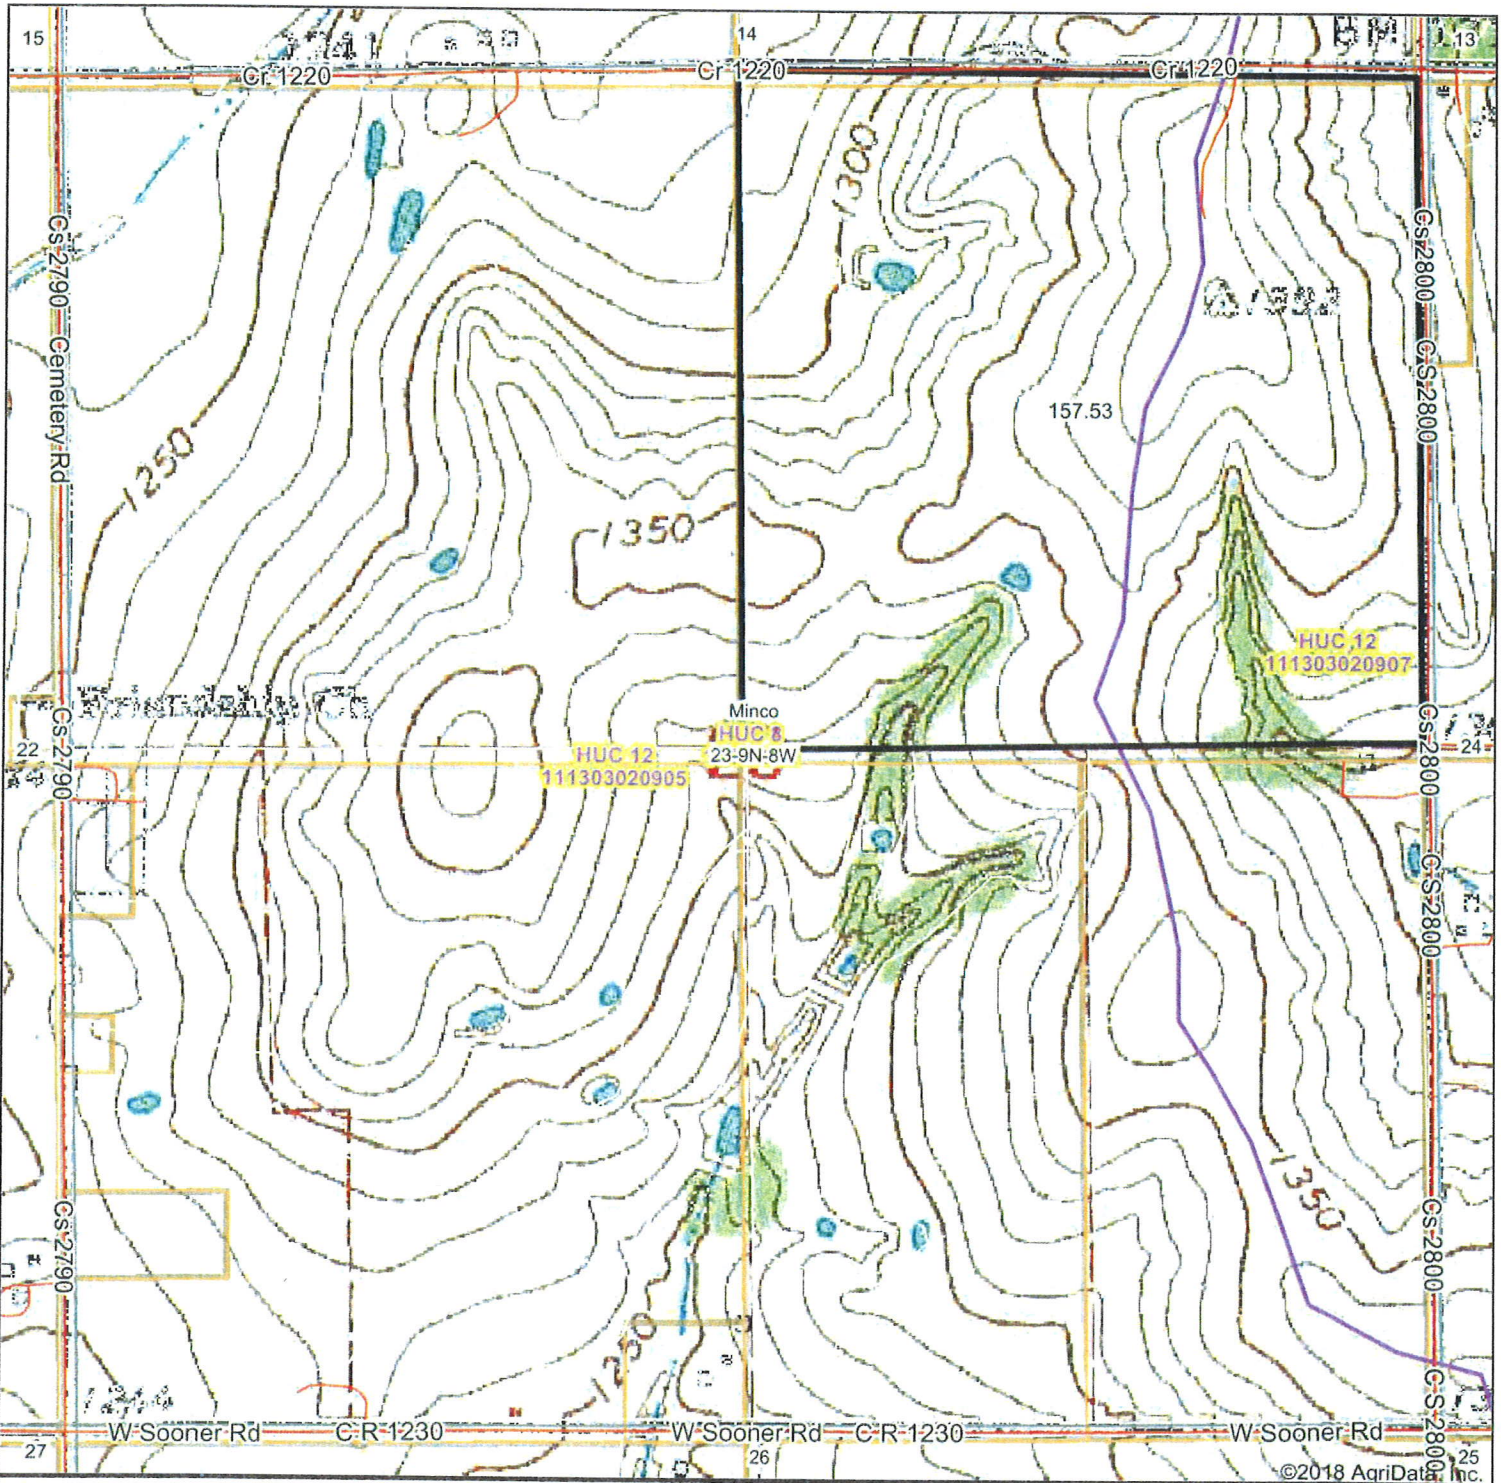 15
14
13
Cr 1220
Cr 1220
Cr 1220
1300
Cs 2790
Cemetery Rd
Cs 2800
C S 2800
157.53
1250
1350
HUC 12
111303020907
Minco
HUC 8
23-9N-8W
HUC 12
111303020905
22
24
Cs-2790
Cs-2800
C-S-2800
1350
Cs-2790
Cs-2800
1250
C-S-2800
W Sooner Rd
C R 1230
W Sooner Rd
C R 1230
W Sooner Rd
27
26
25
©2018 AgriData, Inc.